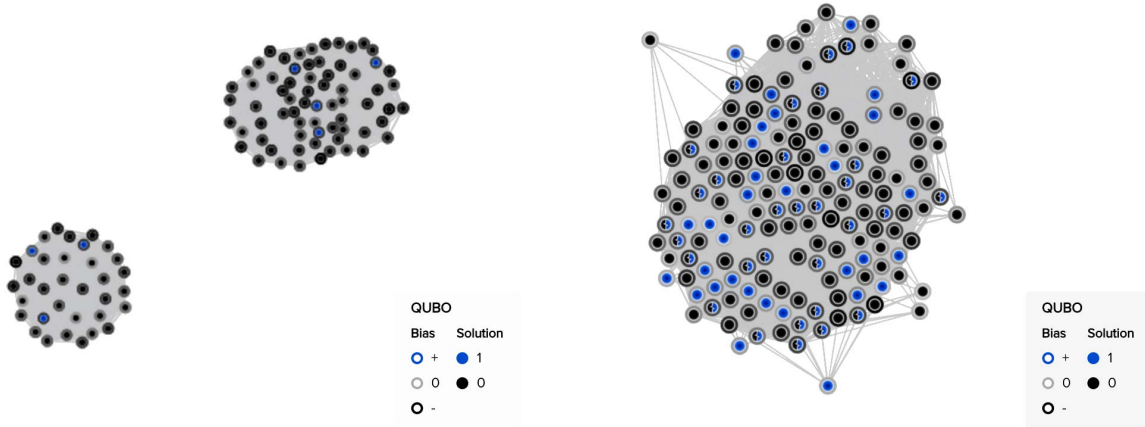 QUBO
Bias Solution
+ 1
0 0
-
QUBO
Bias Solution
+ 1
0 0
-